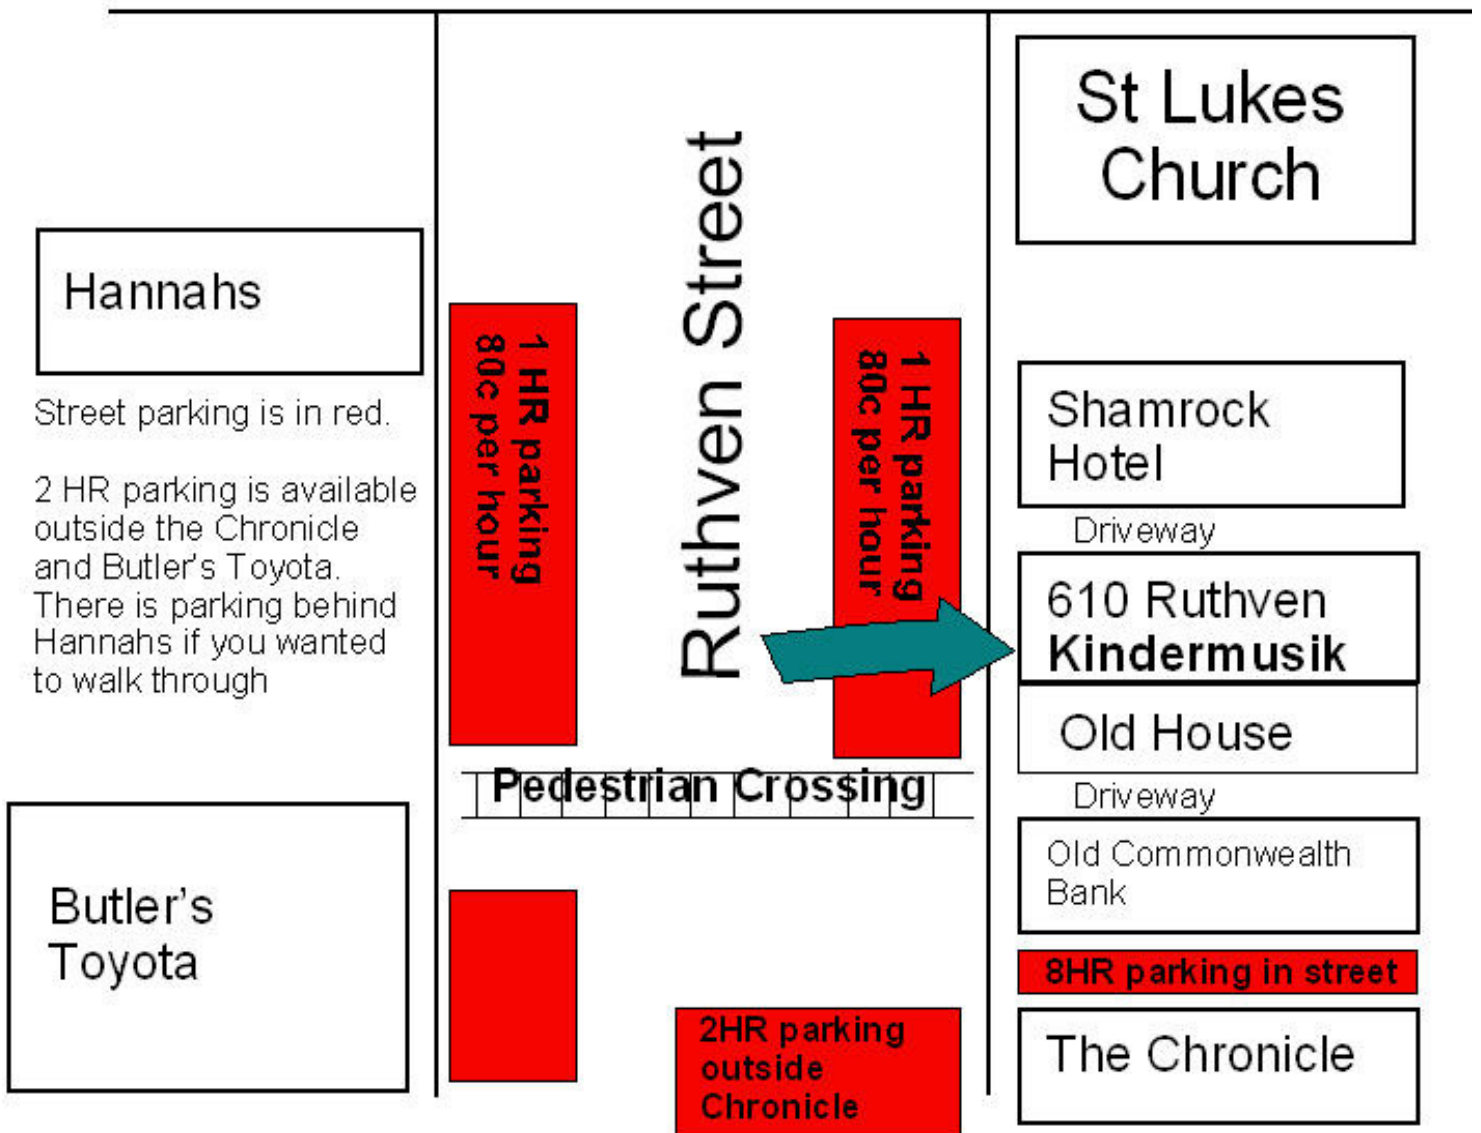 St Lukes
Church
Hannahs
Street parking is in red.
2 HR parking is available
outside the Chronicle
and Butler's Toyota.
There is parking behind
Hannahs if you wanted
to walk through
1 HR parking
80c per hour
Ruthven Street
1 HR parking
80c per hour
Shamrock
Hotel
Driveway
610 Ruthven
Kindermusik
Old House
Pedestrian Crossing
Driveway
Old Commonwealth
Bank
Butler's
Toyota
8HR parking in street
2HR parking
outside
Chronicle
The Chronicle